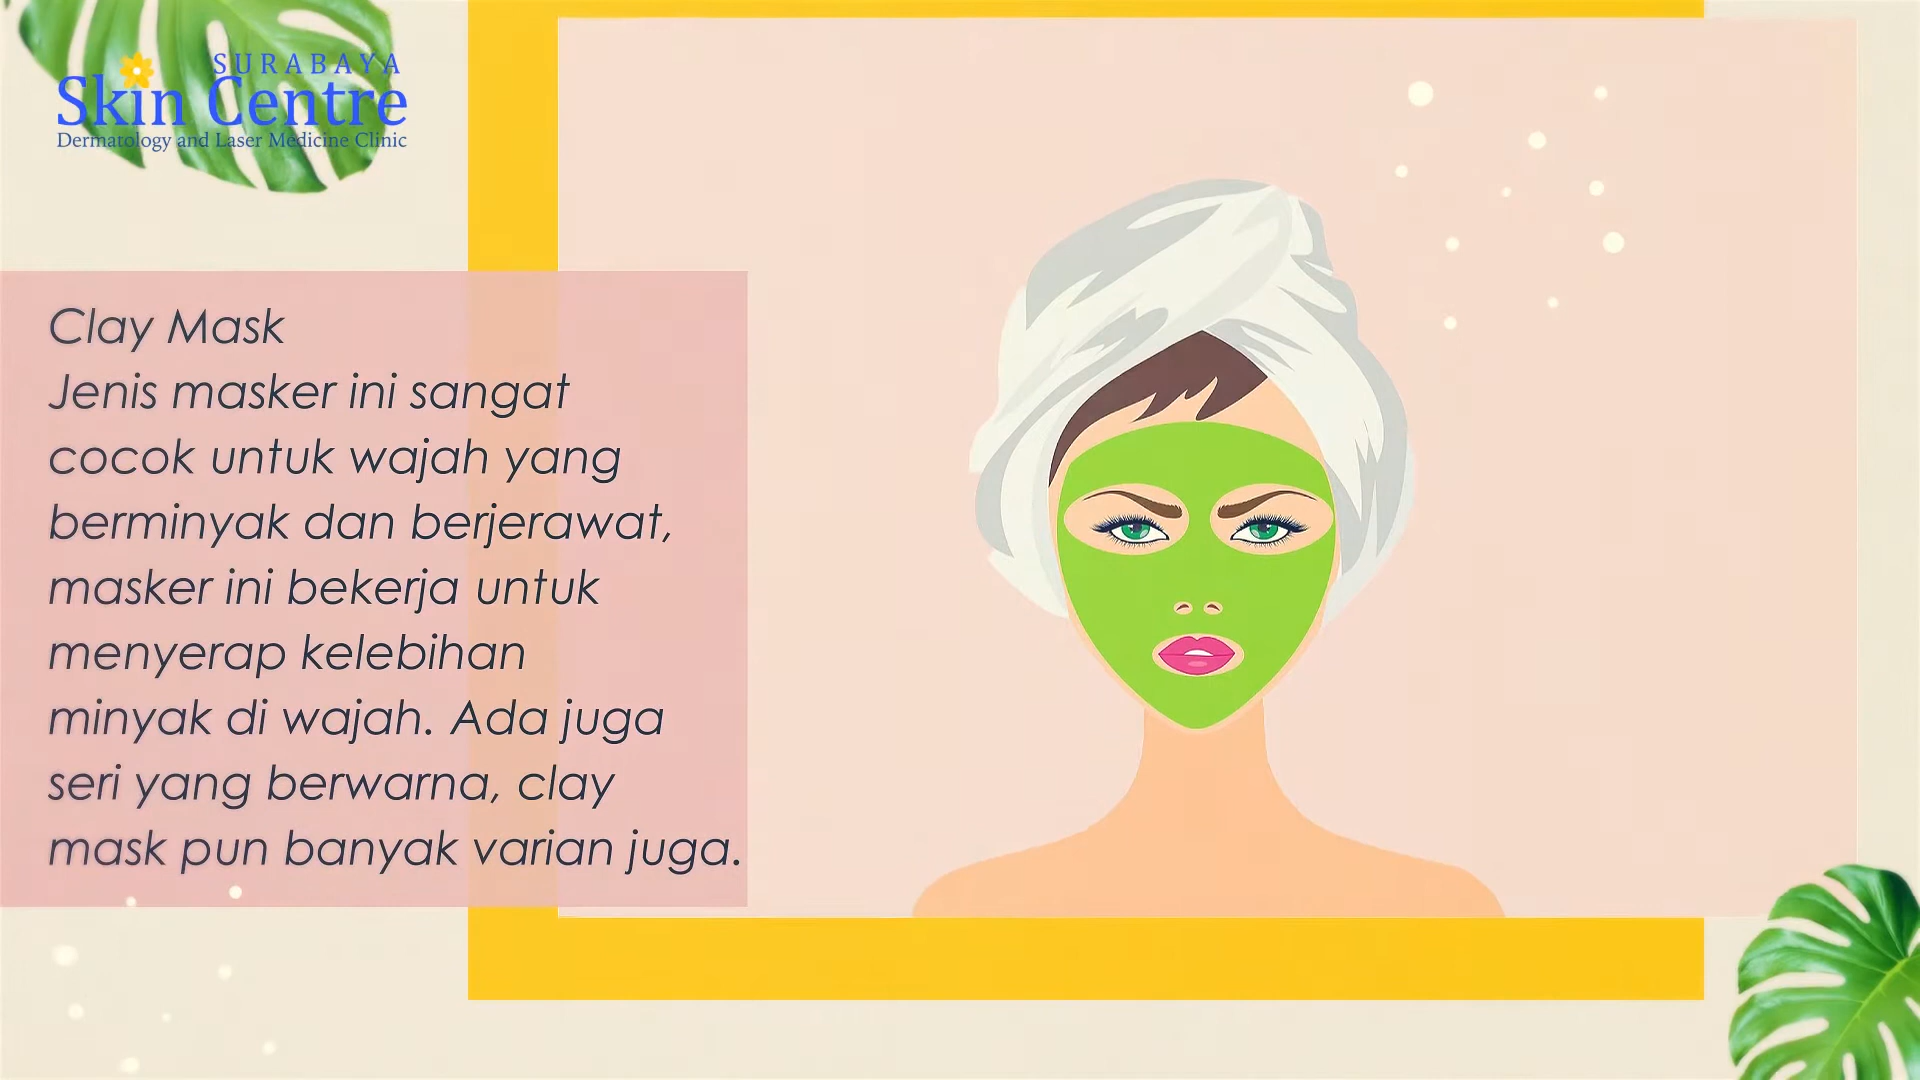 SURABAYA
Skin Centre
Dermatology and Laser Medicine Clinic
Clay Mask
Jenis masker ini sangat
cocok untuk wajah yang
berminyak dan berjerawat,
masker ini bekerja untuk
menyerap kelebihan
minyak di wajah. Ada juga
seri yang berwarna, clay
mask pun banyak varian juga.